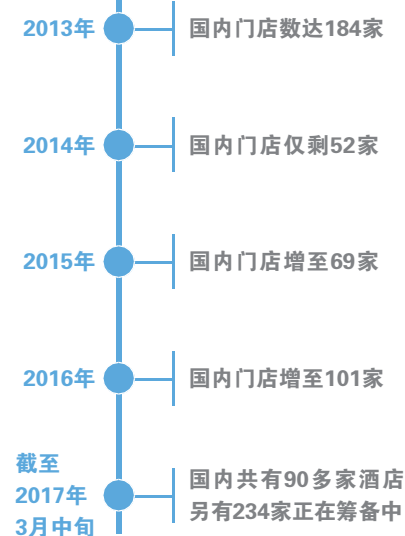 2013年 国内门店数达184家
2014年 国内门店仅剩52家
2015年 国内门店增至69家
2016年 国内门店增至101家
截至
2017年
3月中旬
国内共有90多家酒店
另有234家正在筹备中